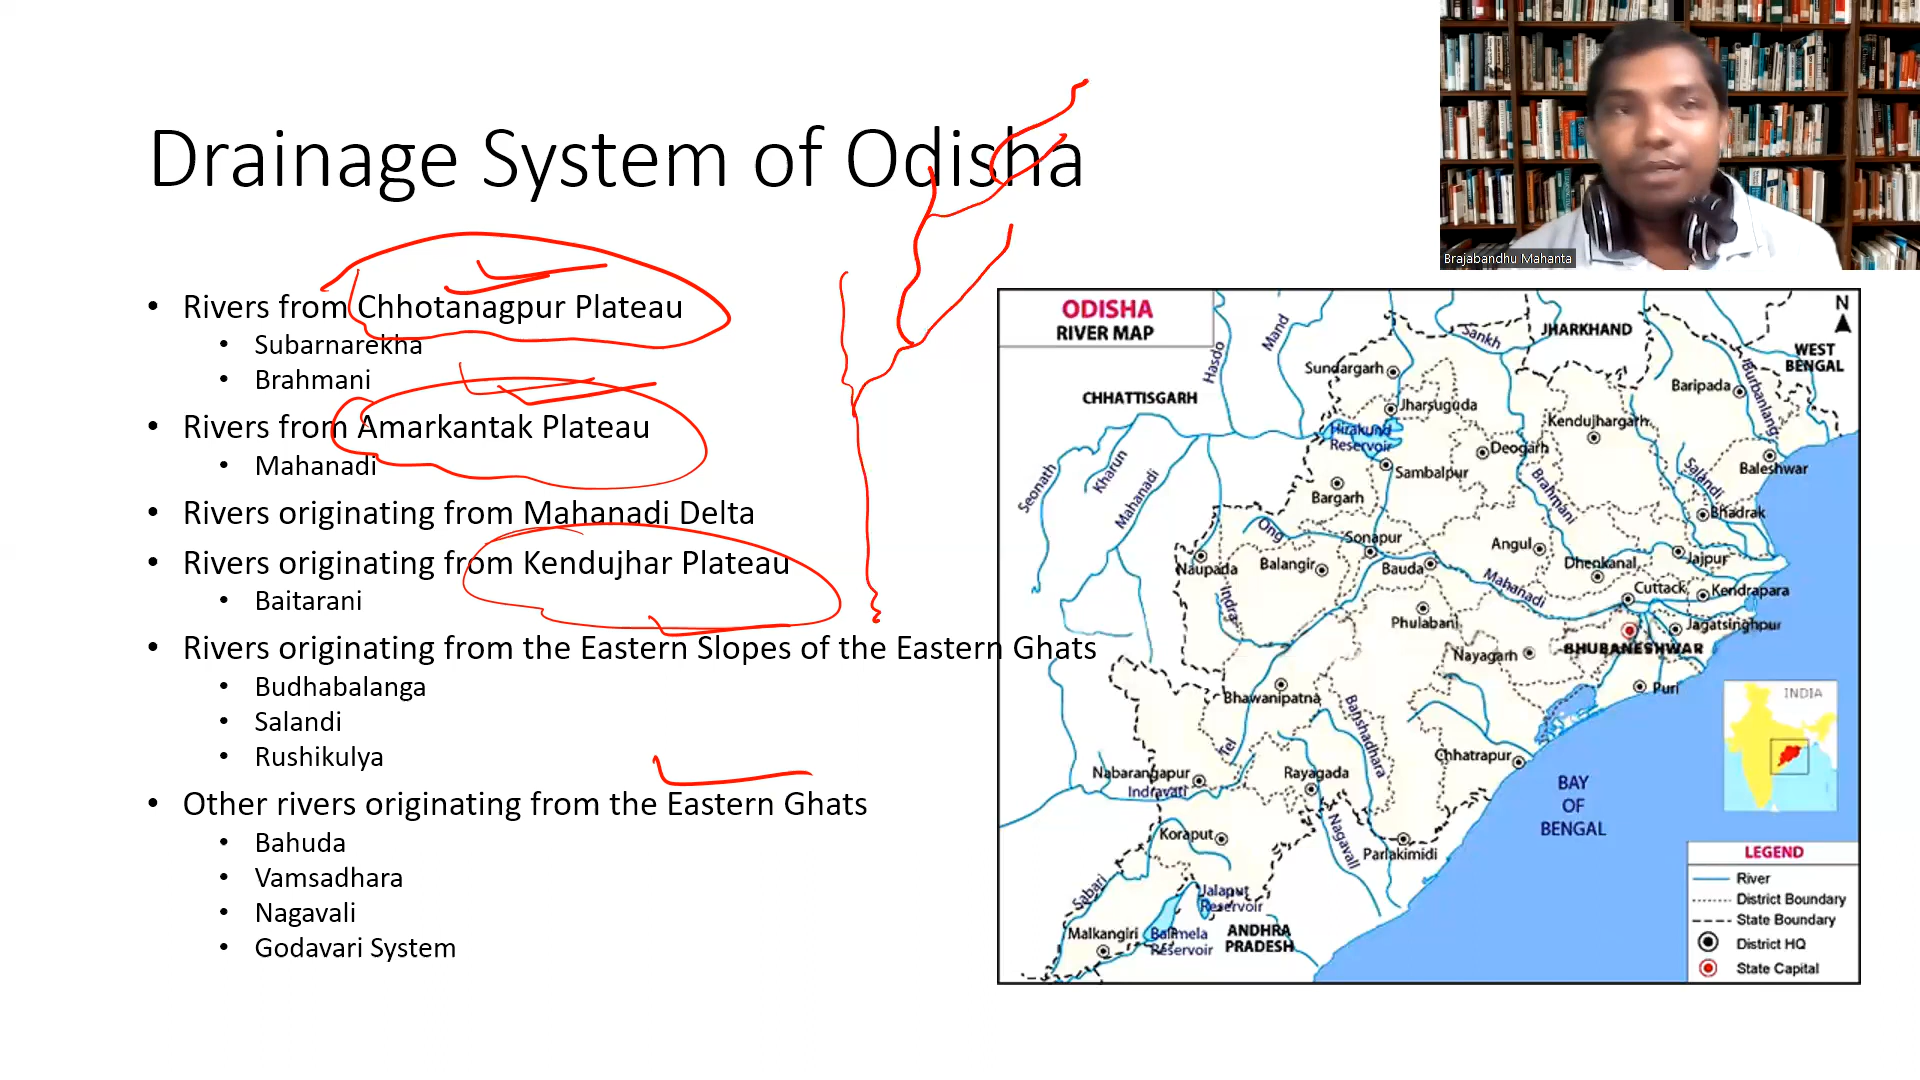 Drainage System of Odisha
• Rivers from Chhotanagpur Plateau
• Subarnarekha
• Brahmani
• Rivers from Amarkantak Plateau
• Mahanadi
• Rivers originating from Mahanadi Delta
• Rivers originating from Kendujhar Plateau
• Baitarani
• Rivers originating from the Eastern Slopes of the Eastern Ghats
• Budhabalanga
• Salandi
• Rushikulya
• Other rivers originating from the Eastern Ghats
• Bahuda
• Vamsadhara
• Nagavali
• Godavari System
Brajabandhu Mahanta
ODISHA
RIVER MAP
N
Hasdo
Mand
Sankh
JHARKHAND
WEST
BENGAL
Sundargarh
Baripada
Burbanlang
CHHATTISGARH
Jharsuguda
Kendujhargarh
Hirakund
Reservoir
Deogarh
Baleshwar
Seonath
Kharun
Mahanadi
Sambalpur
Brahmani
Salandi
Bargarh
Bhadrak
Ong
Sonapur
Angul
Jajpur
Naupada
Balangir
Bauda
Dhenkanal
Mahanadi
Cuttack
Kendrapara
Indra
Phulabani
Jagatsinghpur
Nayagarh
BHUBANESHWAR
Puri
INDIA
Bhawanipatna
Bahshadhara
Tel
Chhatrapur
Nabarangapur
Indravati
Rayagada
BAY
OF
BENGAL
Koraput
Nagavali
Parlakimidi
LEGEND
River
District Boundary
State Boundary
District HQ
State Capital
Sabari
Jalaput
Reservoir
Malkangiri
Balimela
Reservoir
ANDHRA
PRADESH